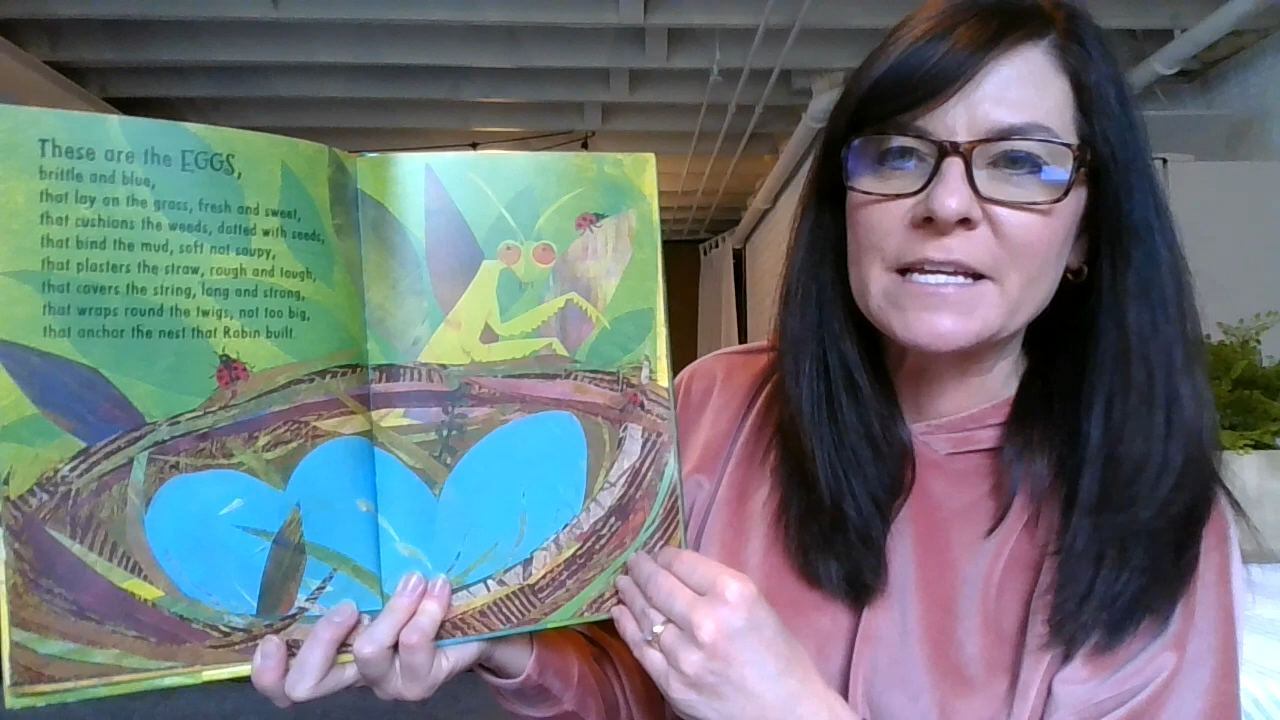 These are the EGGS,
brittle and blue,
that lay on the grass, fresh and sweet,
that cushions the weeds, dotted with seeds,
that bind the mud, soft not soupy,
that plasters the straw, rough and tough,
that covers the string, long and strong,
that wraps round the twigs, not too big,
that anchor the nest that Robin built.